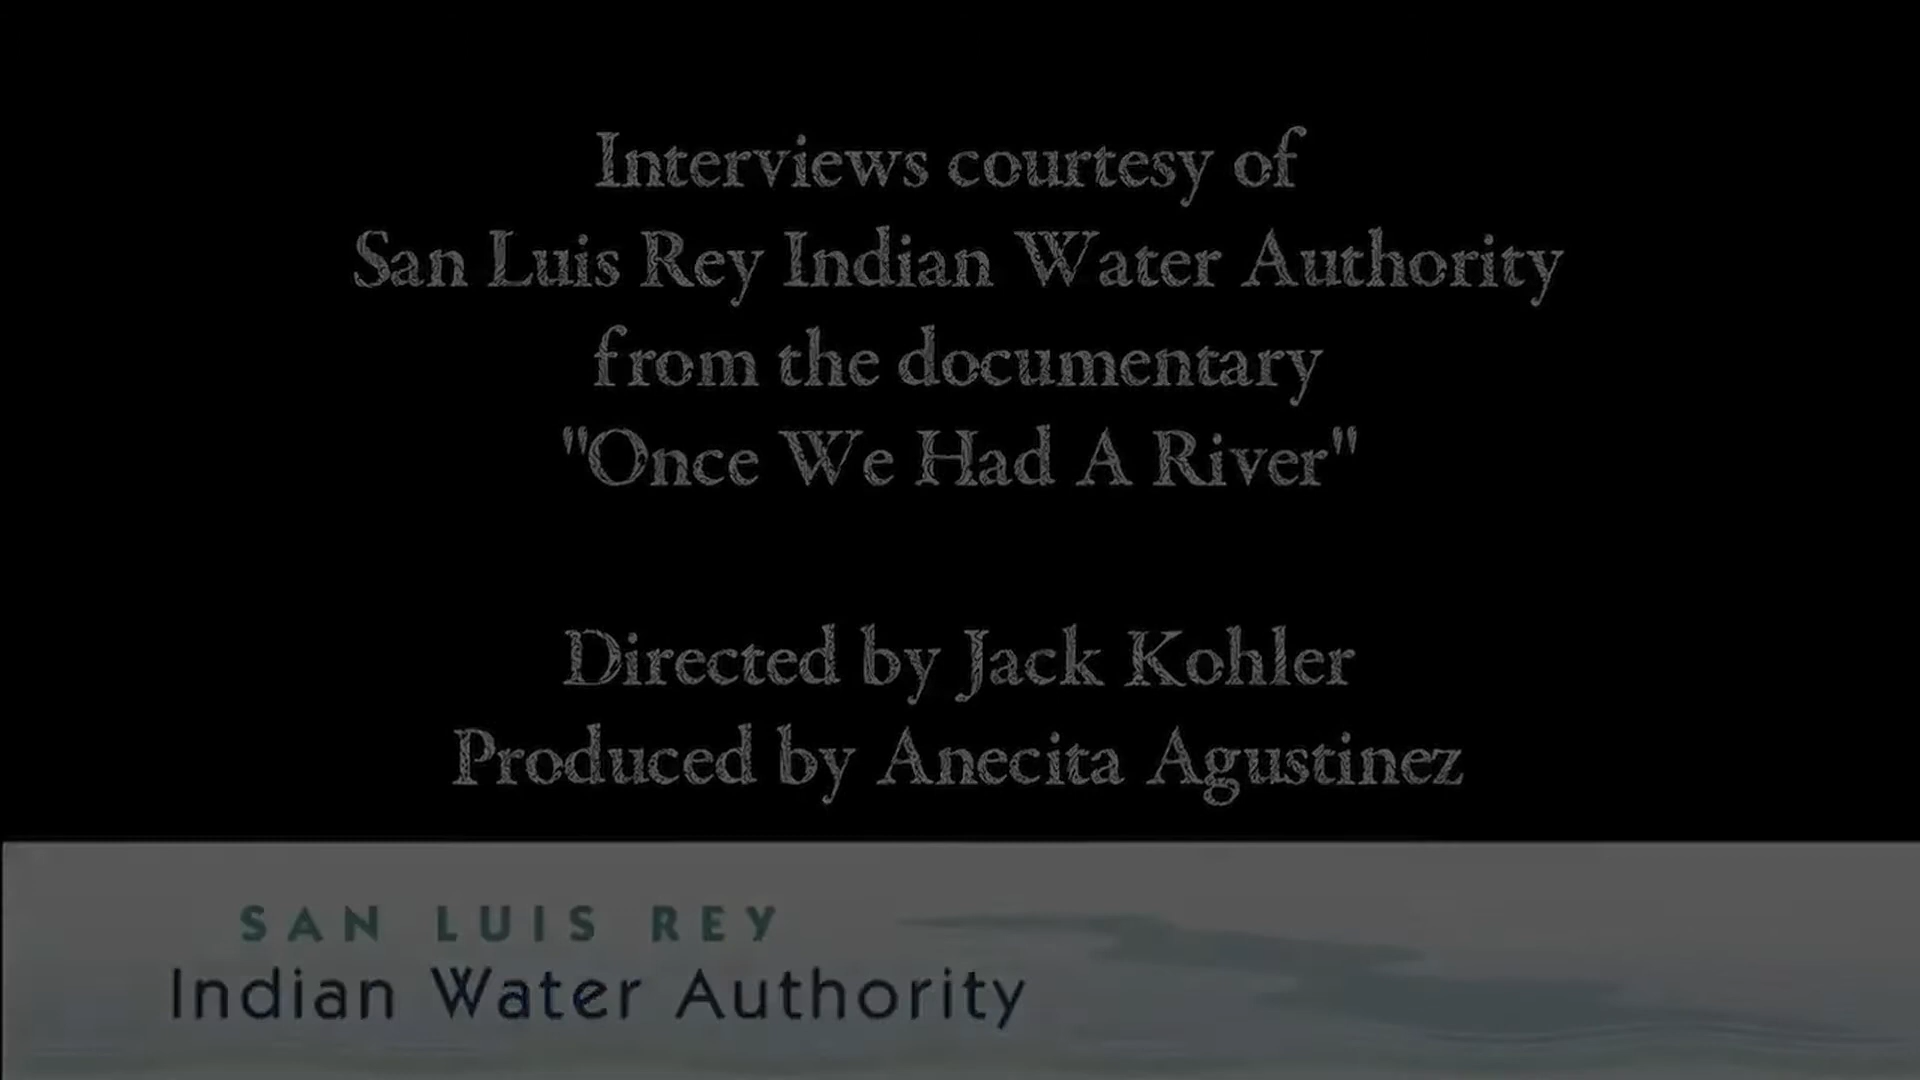 Interviews courtesy of
San Luis Rey Indian Water Authority
from the documentary
"Once We Had A River"
Directed by Jack Kohler
Produced by Anecita Agustinez
SAN LUIS REY
Indian Water Authority